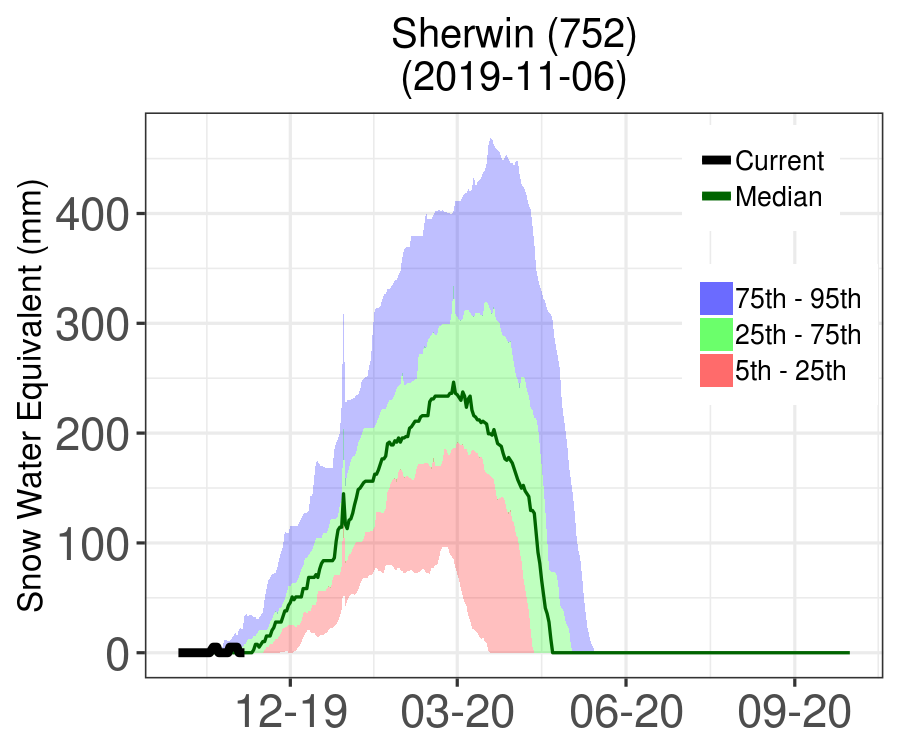 Sherwin (752)
(2019-11-06)
Snow Water Equivalent (mm)
400
300
200
100
0
12-19
03-20
06-20
09-20
Current
Median
75th - 95th
25th - 75th
5th - 25th